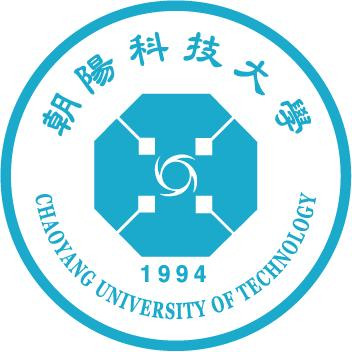 朝陽科技大學
1994
CHAOYANG UNIVERSITY OF TECHNOLOGY